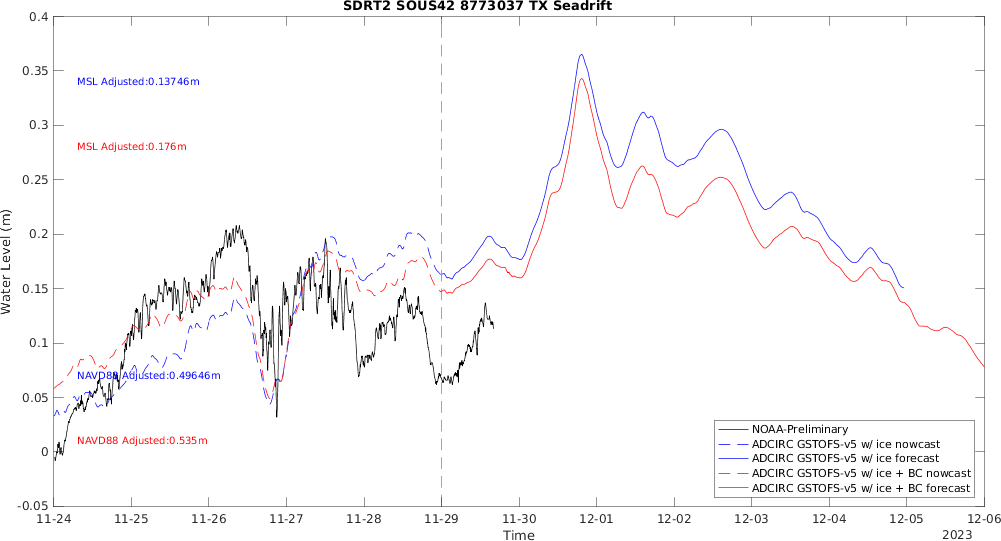 SDRT2 SOUS42 8773037 TX Seadrift
0.4
0.35
0.3
0.25
0.2
0.15
0.1
0.05
0
-0.05
Water Level (m)
MSL Adjusted:0.13746m
MSL Adjusted:0.176m
NAVD88 Adjusted:0.49646m
NAVD88 Adjusted:0.535m
NOAA-Preliminary
ADCIRC GSTOFS-v5 w/ ice nowcast
ADCIRC GSTOFS-v5 w/ ice forecast
ADCIRC GSTOFS-v5 w/ ice + BC nowcast
ADCIRC GSTOFS-v5 w/ ice + BC forecast
11-24 11-25 11-26 11-27 11-28 11-29 11-30 12-01 12-02 12-03 12-04 12-05 12-06
Time
2023